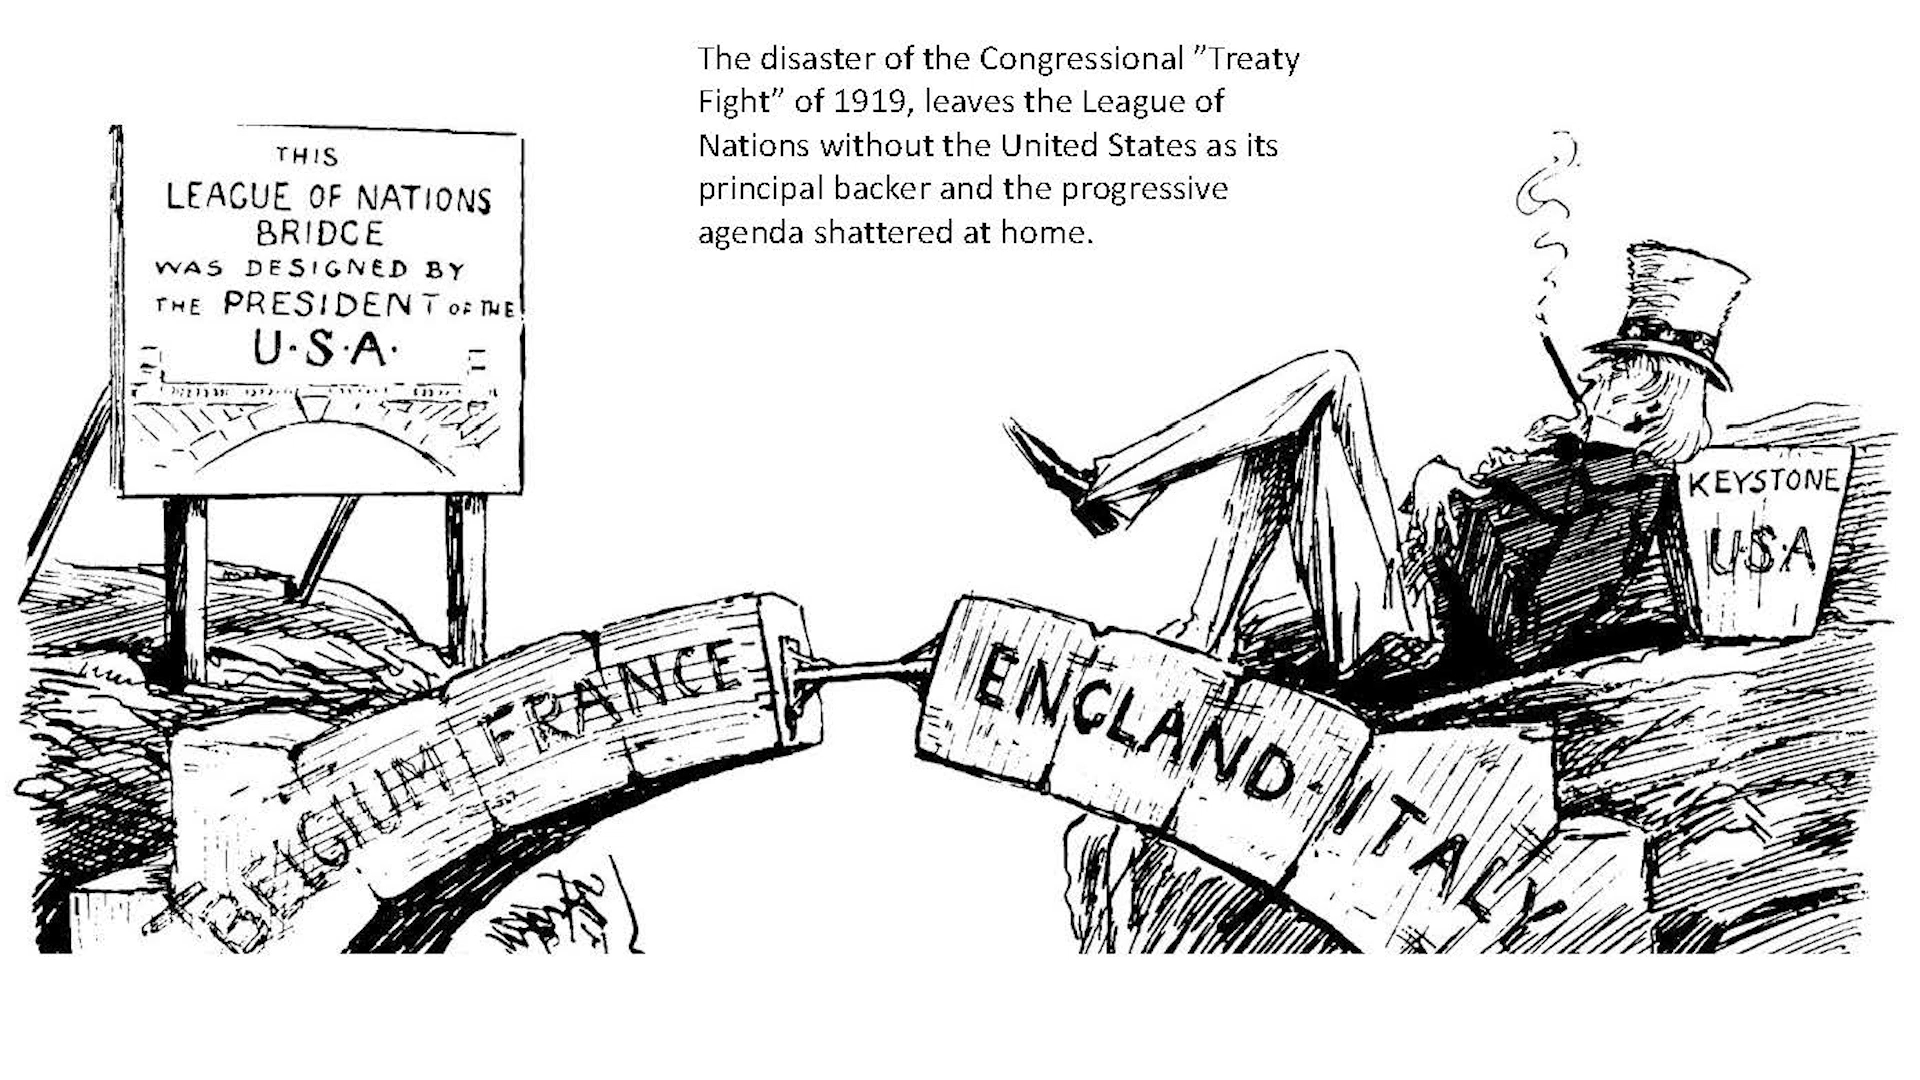 The disaster of the Congressional ”Treaty
Fight” of 1919, leaves the League of
Nations without the United States as its
principal backer and the progressive
agenda shattered at home.
THIS
LEAGUE OF NATIONS
BRIDGE
WAS DESIGNED BY
THE PRESIDENT OF THE
U.S.A.
KEYSTONE
U.S.A
BELGIUM FRANCE
ENGLAND ITALY